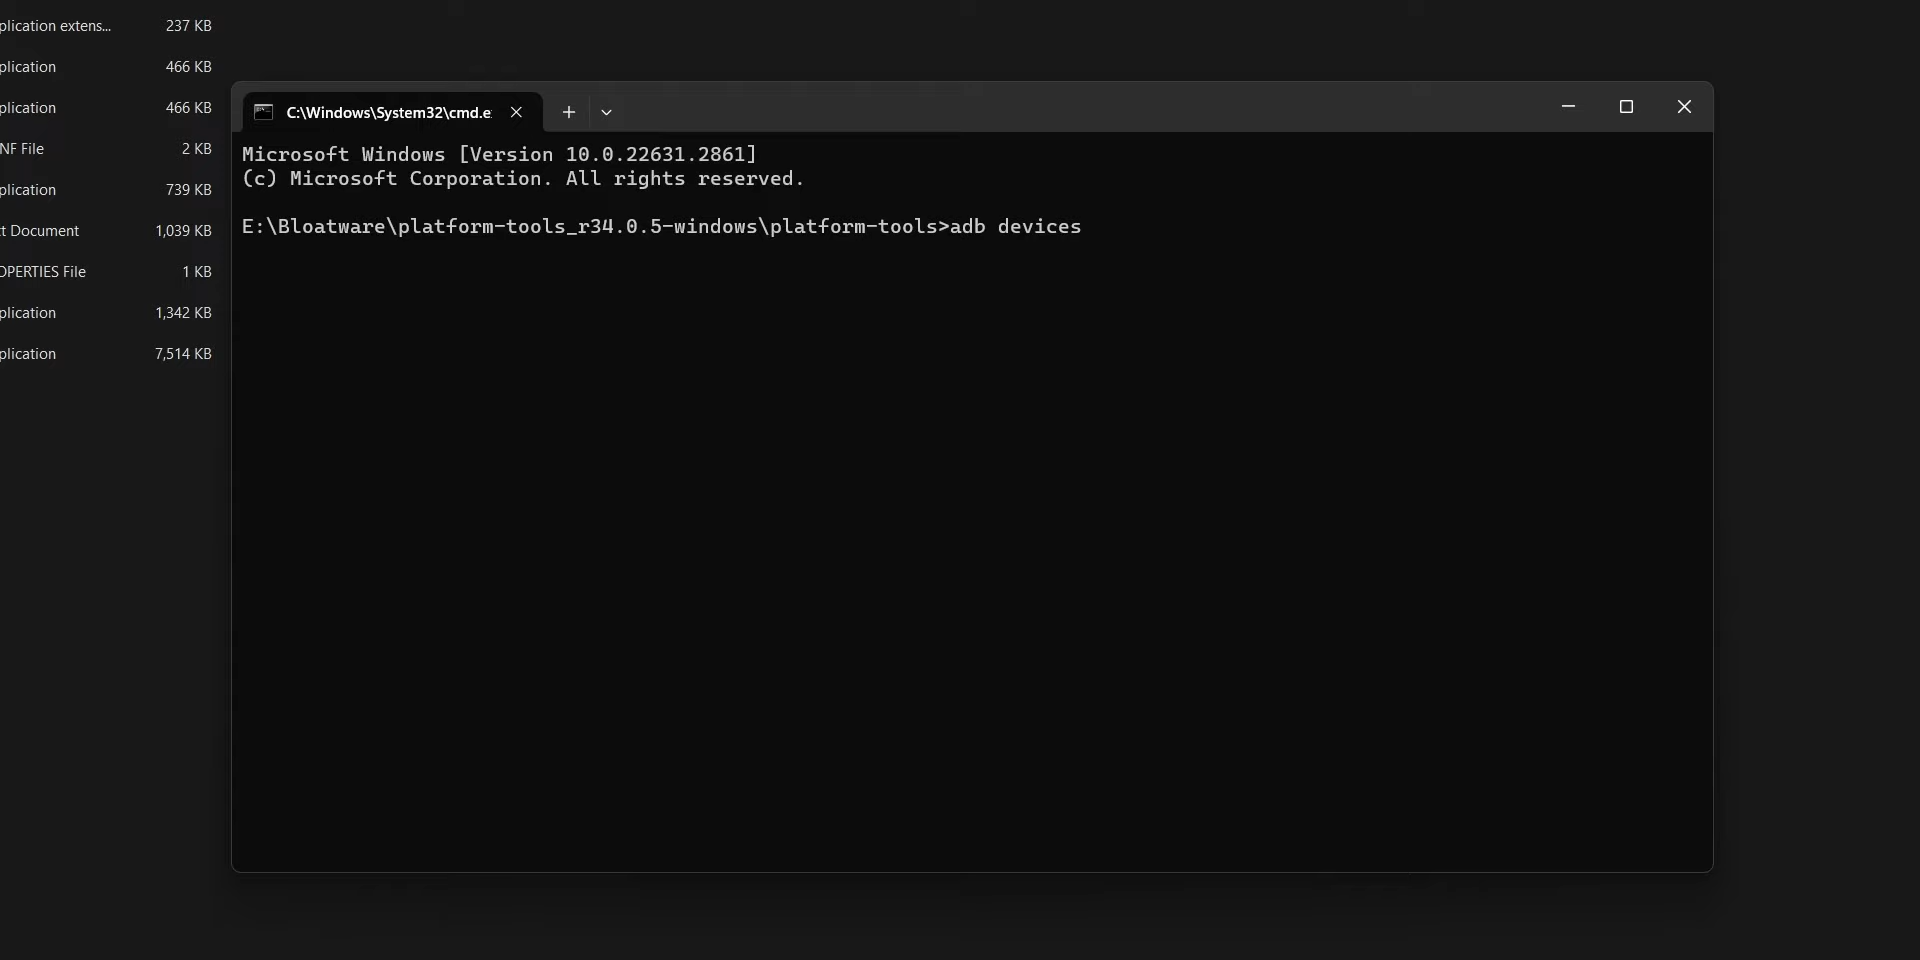 plication extens... 237 KB
plication 466 KB
plication 466 KB
NF File 2 KB
plication 739 KB
t Document 1,039 KB
OPERTIES File 1 KB
plication 1,342 KB
plication 7,514 KB
C:\Windows\System32\cmd.e
Microsoft Windows [Version 10.0.22631.2861]
(c) Microsoft Corporation. All rights reserved.
E:\Bloatware\platform-tools_r34.0.5-windows\platform-tools>adb devices